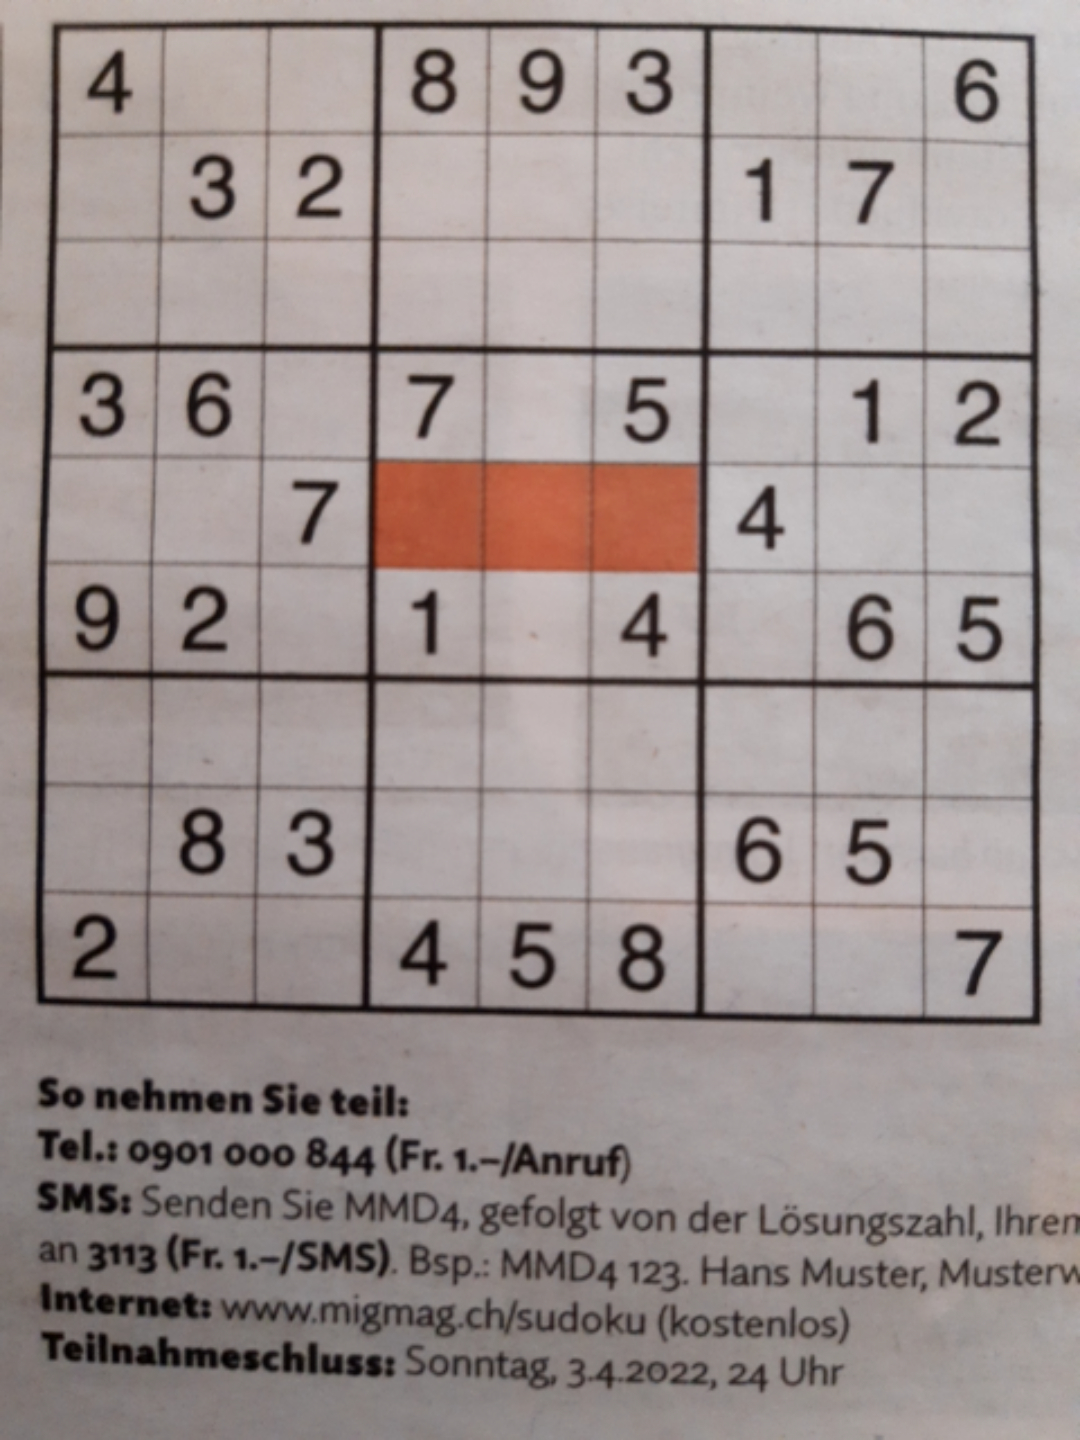 4 8 9 3 6
3 2 1 7
3 6 7 5 1 2
7 4
9 2 1 4 6 5
8 3 6 5
2 4 5 8 7
So nehmen Sie teil:
Tel.: 0901 000 844 (Fr. 1.–/Anruf)
SMS: Senden Sie MMD4, gefolgt von der Lösungszahl, Ihrem
an 3113 (Fr. 1.–/SMS). Bsp.: MMD4 123. Hans Muster, Musterw
Internet: www.migmag.ch/sudoku (kostenlos)
Teilnahmeschluss: Sonntag, 3.4.2022, 24 Uhr